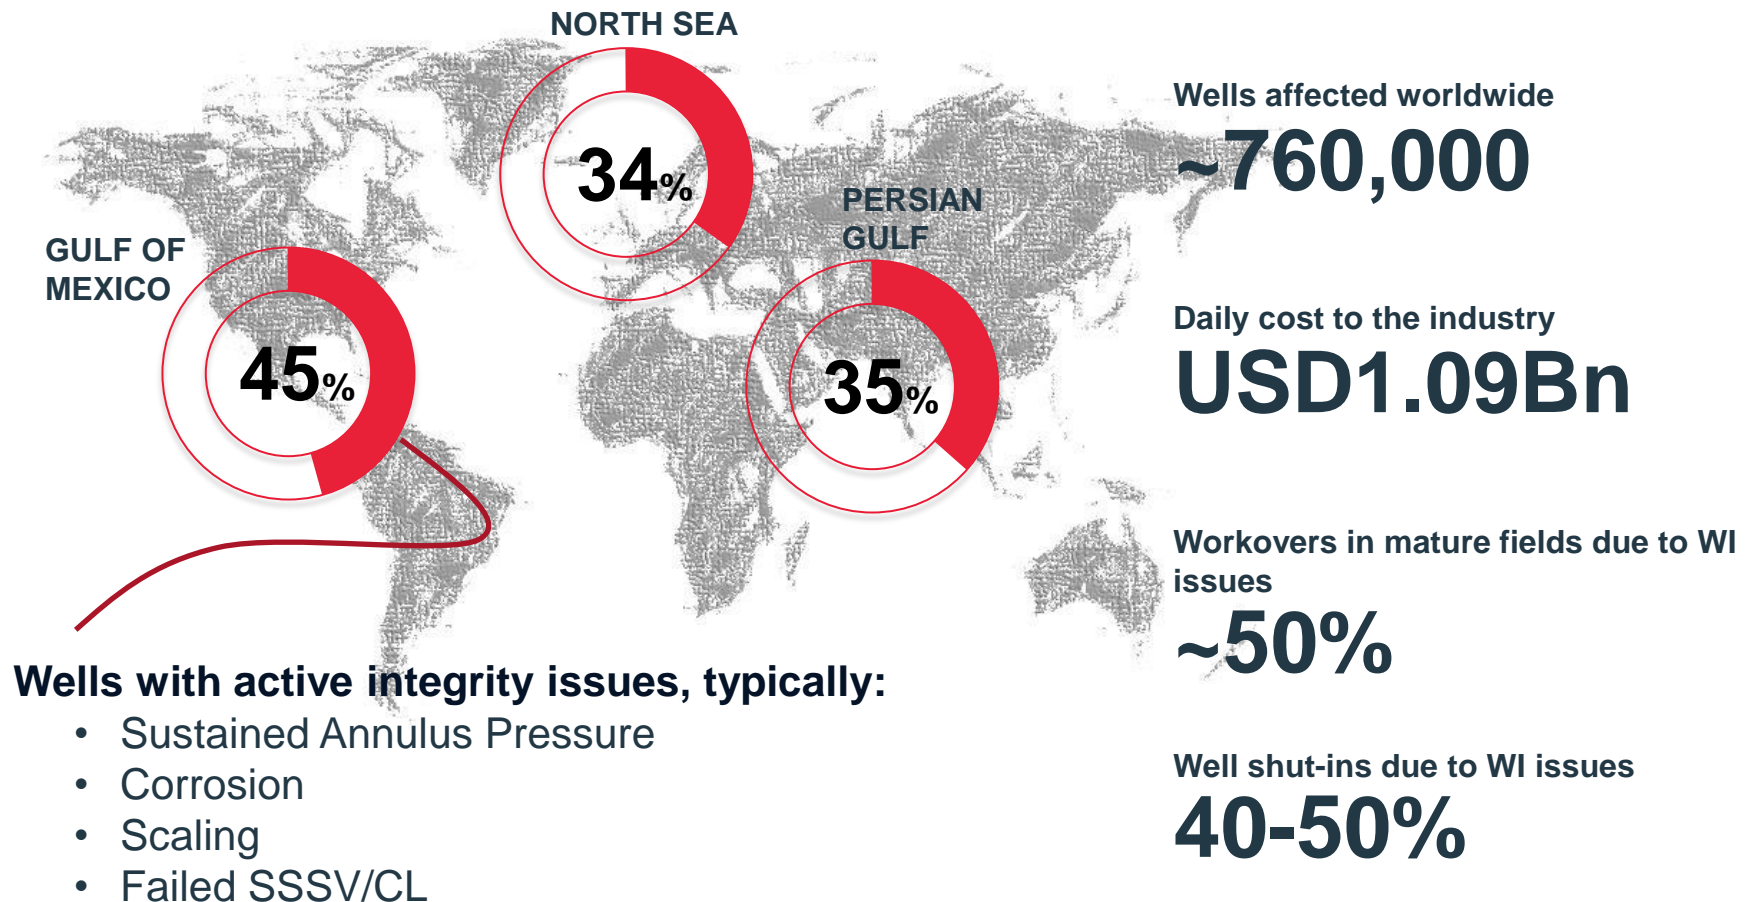 NORTH SEA
34%
PERSIAN
GULF
35%
GULF OF
MEXICO
45%
Wells with active integrity issues, typically:
• Sustained Annulus Pressure
• Corrosion
• Scaling
• Failed SSSV/CL
Wells affected worldwide
~760,000
Daily cost to the industry
USD1.09Bn
Workovers in mature fields due to WI
issues
~50%
Well shut-ins due to WI issues
40-50%